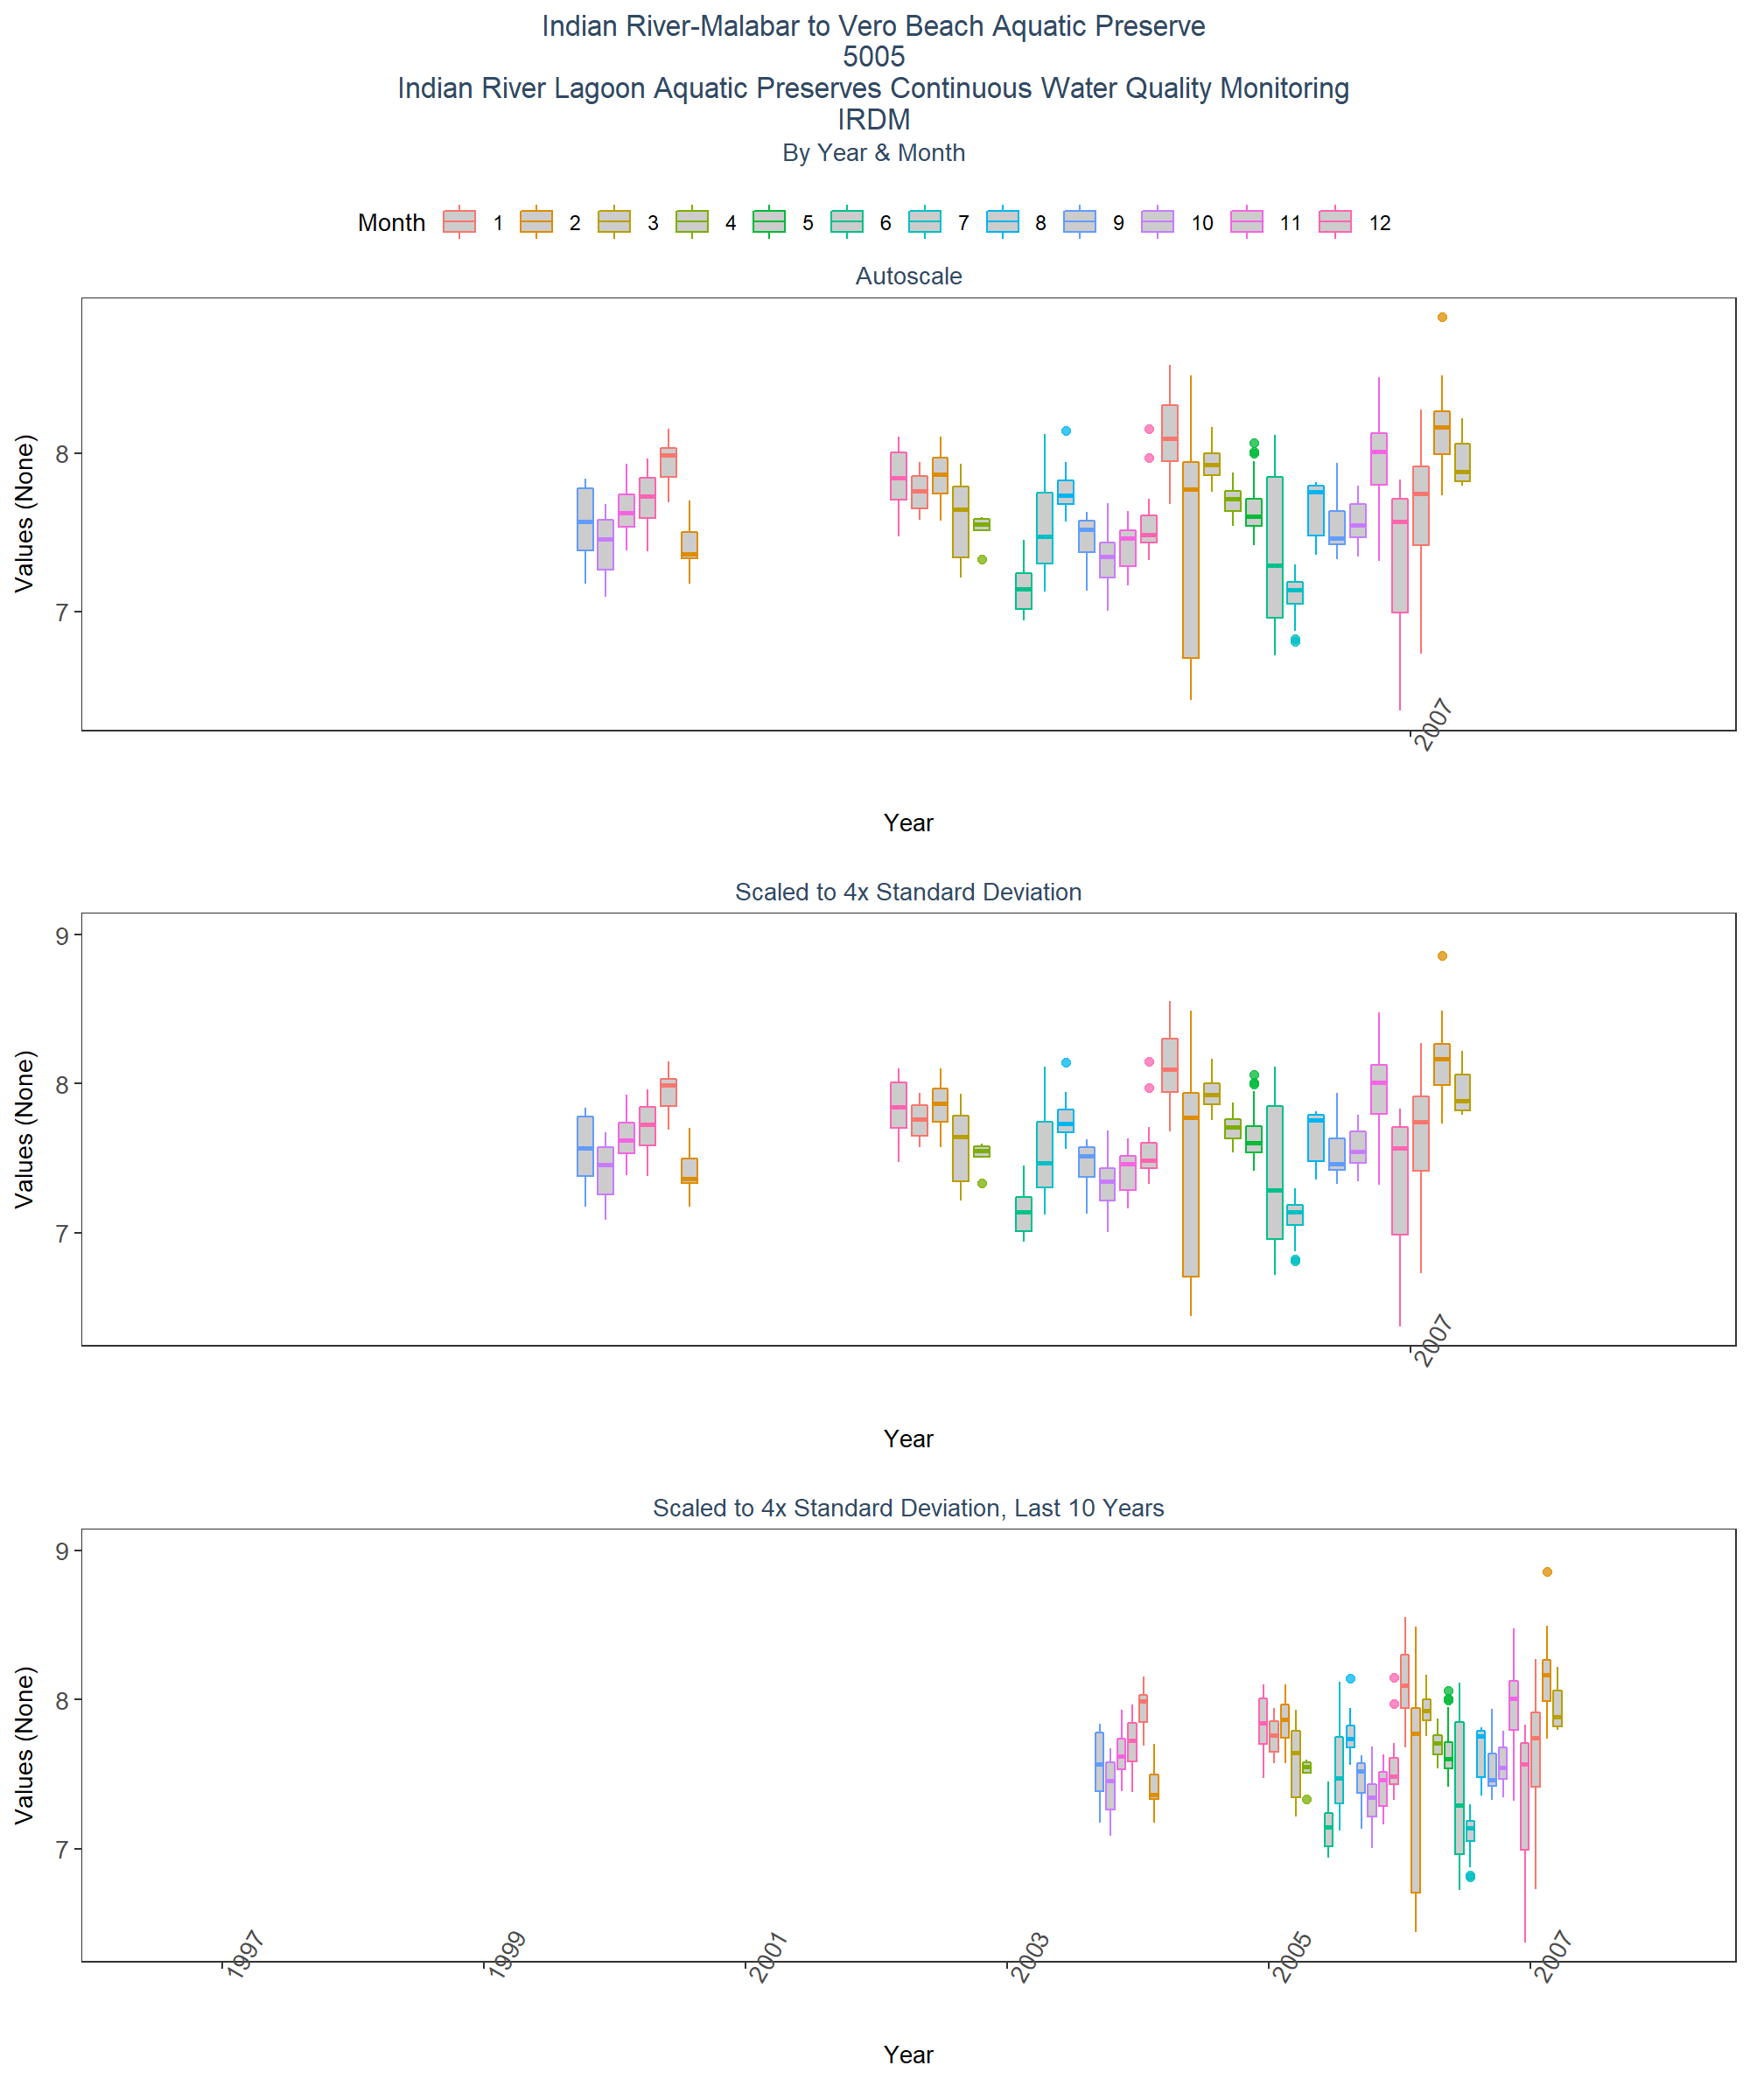 Indian River-Malabar to Vero Beach Aquatic Preserve
5005
Indian River Lagoon Aquatic Preserves Continuous Water Quality Monitoring
IRDM
By Year & Month
Month 1 2 3 4 5 6 7 8 9 10 11 12
Autoscale
Values (None)
8
7
2007
Year
Scaled to 4x Standard Deviation
Values (None)
9
8
7
2007
Year
Scaled to 4x Standard Deviation, Last 10 Years
Values (None)
9
8
7
1997 1999 2001 2003 2005 2007
Year